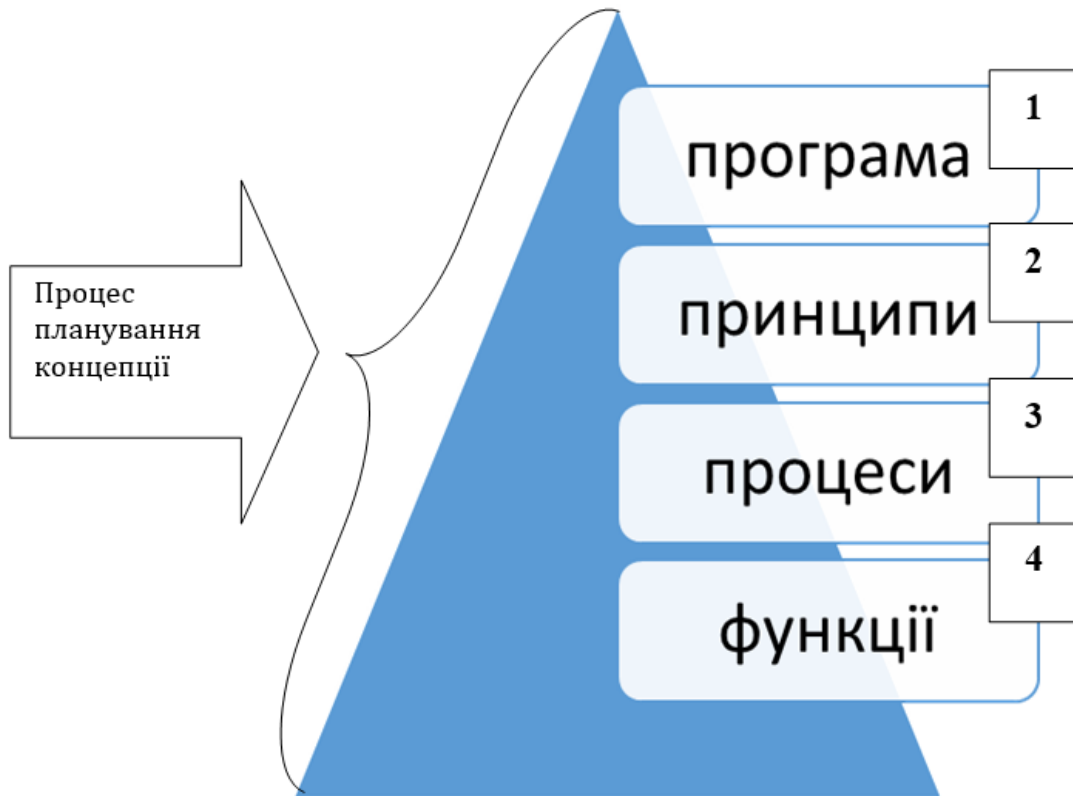 Процес
планування
концепції
1
програма
2
принципи
3
процеси
4
функції